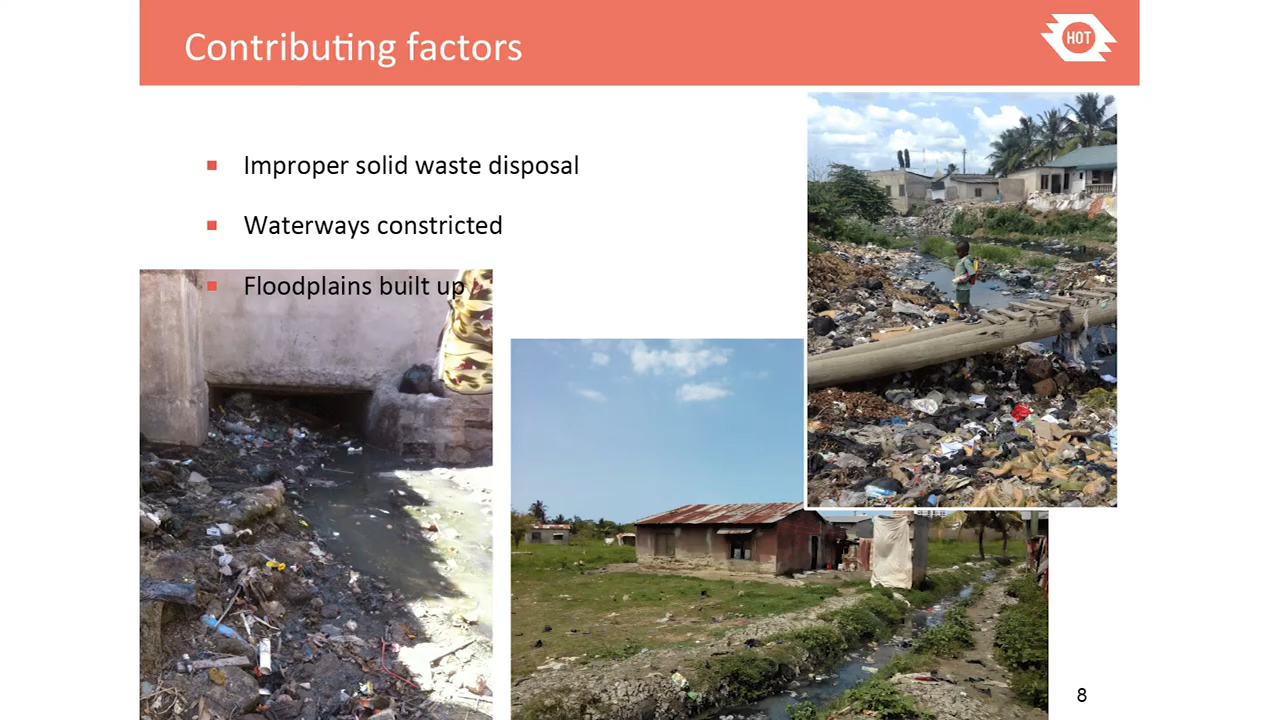 Contributing factors
HOT
Improper solid waste disposal
Waterways constricted
Floodplains built up
8